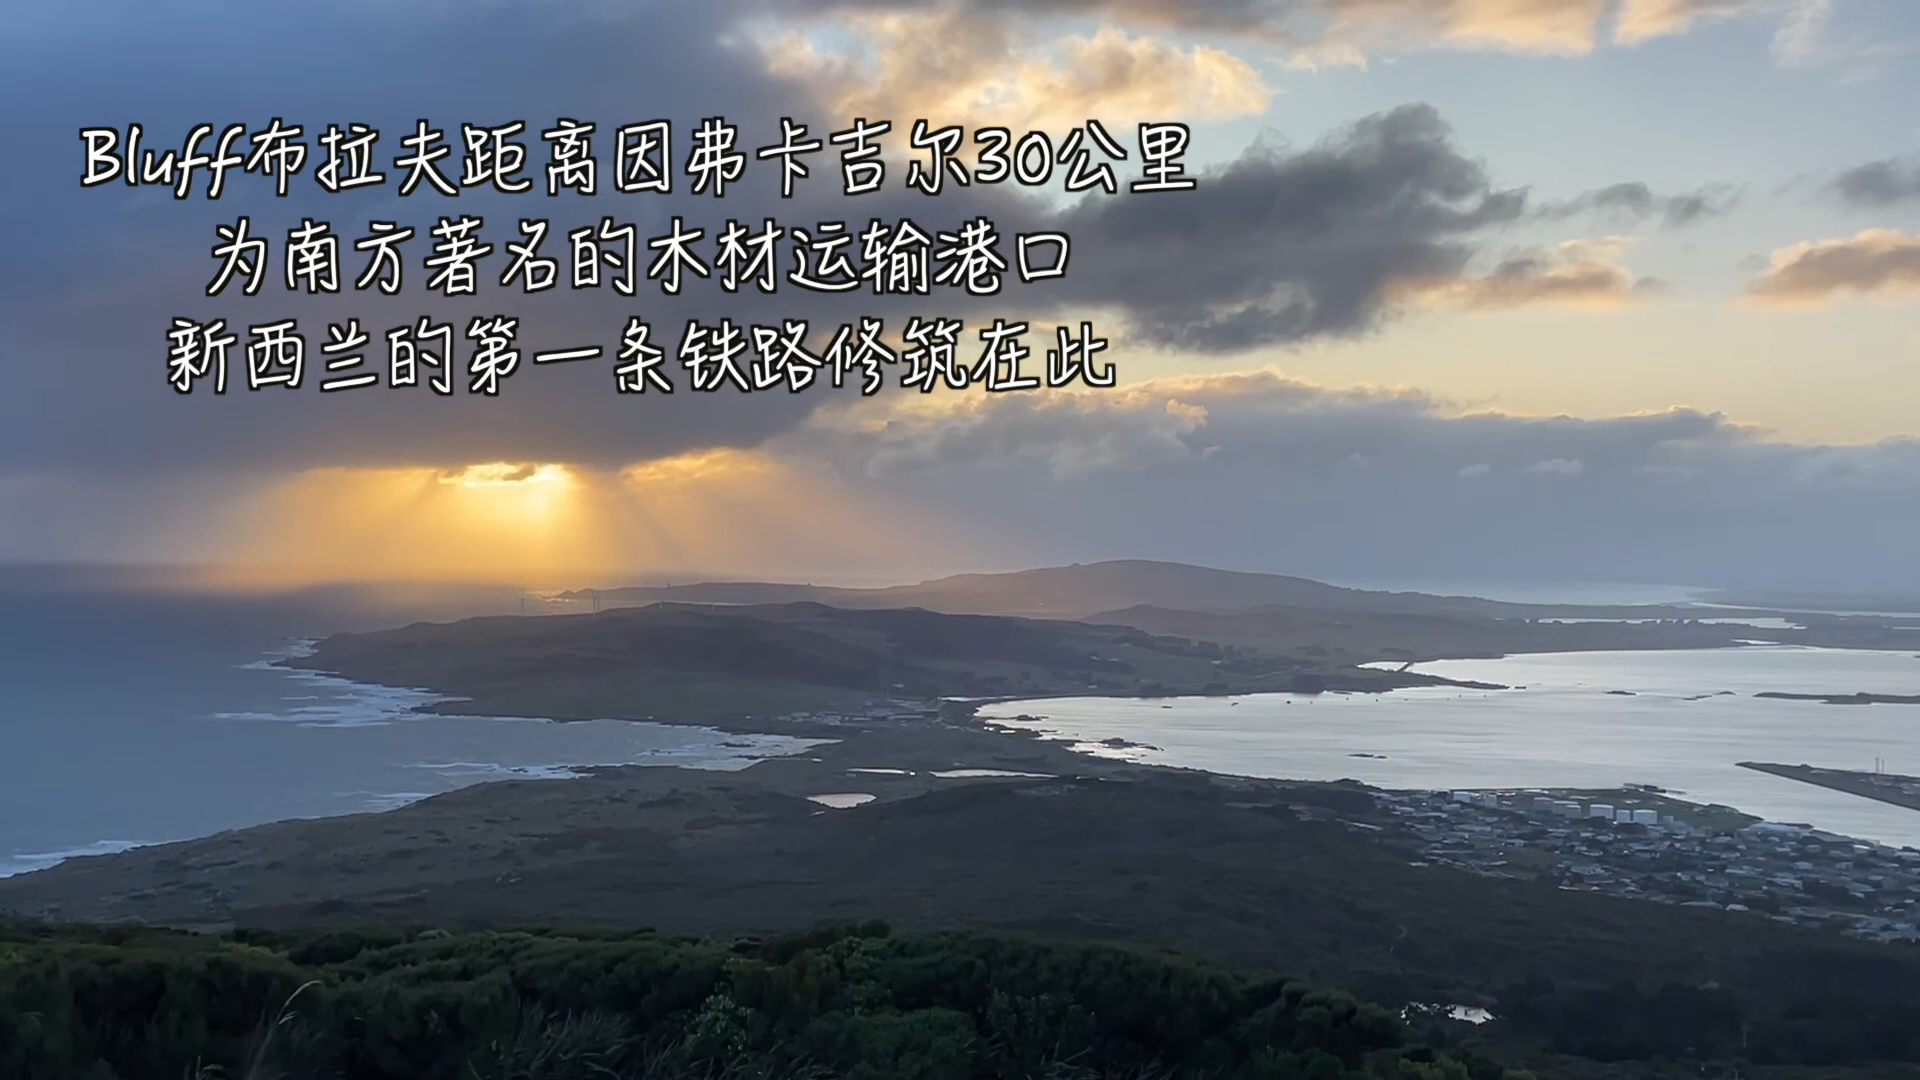 Bluff布拉夫距离因弗卡吉尔30公里
为南方著名的木材运输港口
新西兰的第一条铁路修筑在此